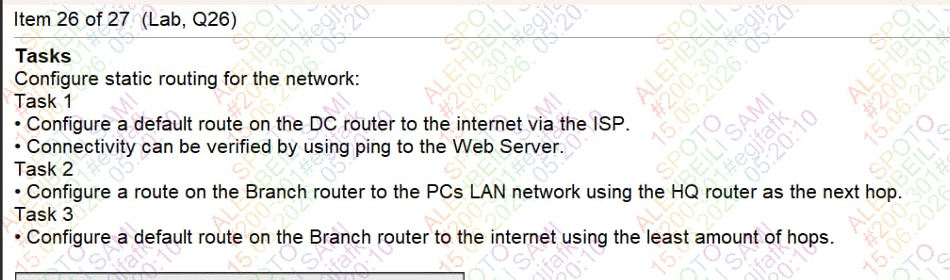 Item 26 of 27 (Lab, Q26)
Tasks
Configure static routing for the network:
Task 1
• Configure a default route on the DC router to the internet via the ISP.
• Connectivity can be verified by using ping to the Web Server.
Task 2
• Configure a route on the Branch router to the PCs LAN network using the HQ router as the next hop.
Task 3
• Configure a default route on the Branch router to the internet using the least amount of hops.